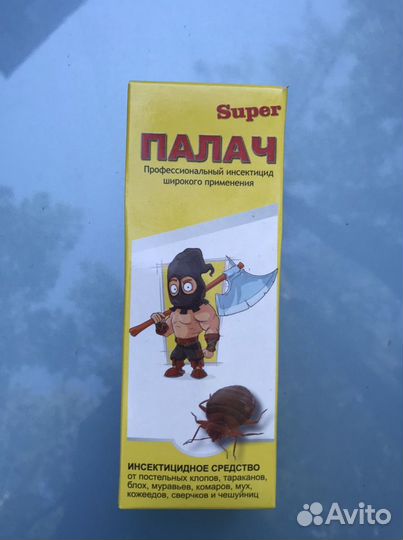 Super
ПАЛАЧ
Профессиональный инсектицид
широкого применения
ИНСЕКТИЦИДНОЕ СРЕДСТВО
от постельных клопов, тараканов,
блох, муравьев, комаров, мух,
кожеедов, сверчков и чешуйниц
Avito